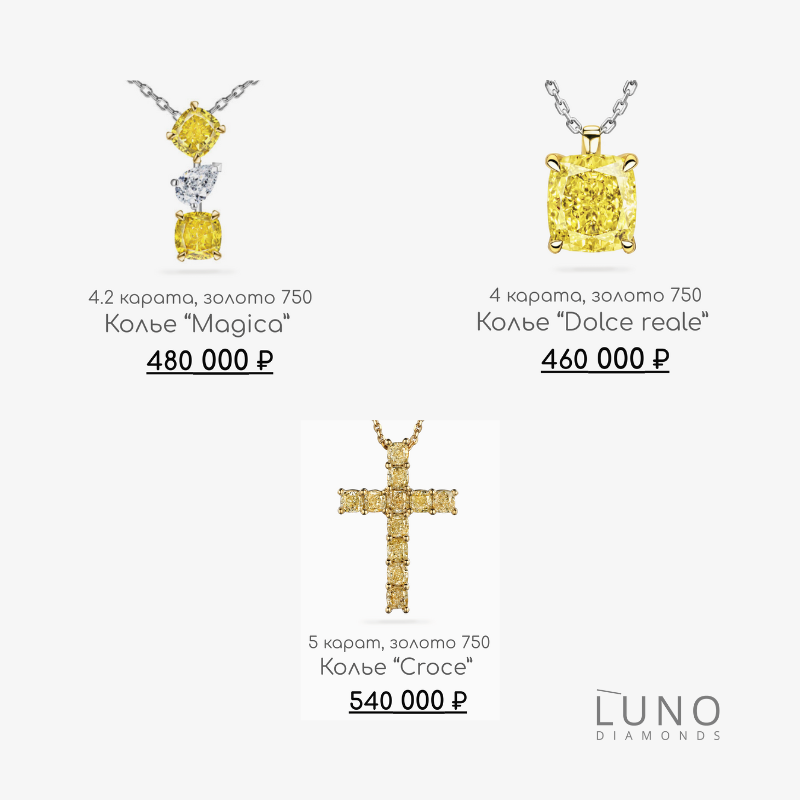 4.2 карата, золото 750
Колье “Magica”
480 000 ₽
4 карата, золото 750
Колье “Dolce reale”
460 000 ₽
5 карат, золото 750
Колье “Croce”
540 000 ₽
LUNO
DIAMONDS